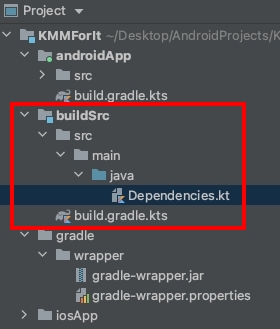 Project
KMMForIt ~/Desktop/AndroidProjects/K
androidApp
src
build.gradle.kts
buildSrc
src
main
java
Dependencies.kt
build.gradle.kts
gradle
wrapper
gradle-wrapper.jar
gradle-wrapper.properties
iosApp